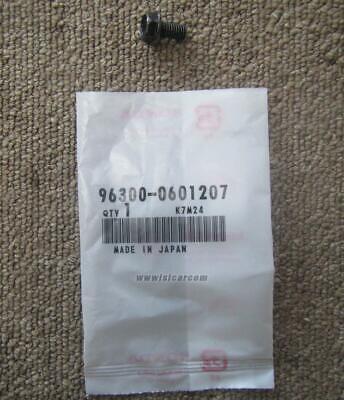 96300-0601207
QTY 1 K7M24
MADE IN JAPAN
www.isicar.com